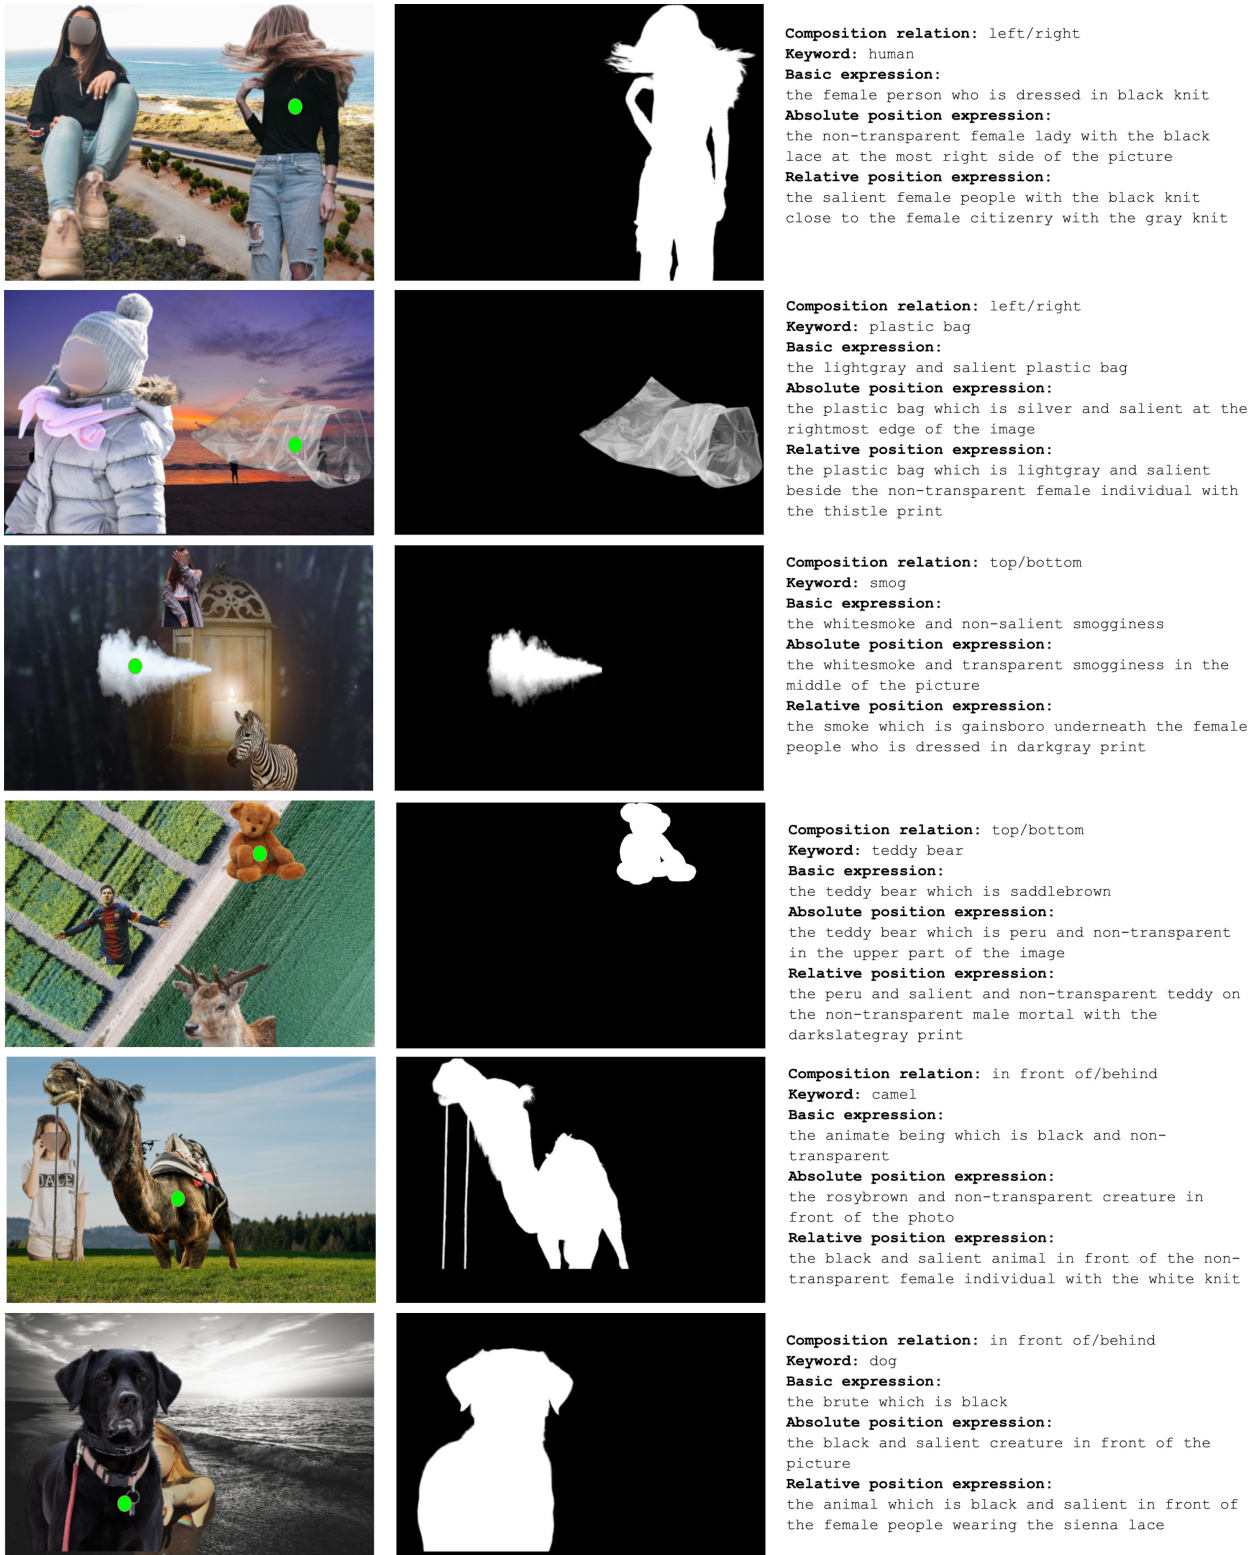 Composition relation: left/right
Keyword: human
Basic expression:
the female person who is dressed in black knit
Absolute position expression:
the non-transparent female lady with the black
lace at the most right side of the picture
Relative position expression:
the salient female people with the black knit
close to the female citizenry with the gray knit
Composition relation: left/right
Keyword: plastic bag
Basic expression:
the lightgray and salient plastic bag
Absolute position expression:
the plastic bag which is silver and salient at the
rightmost edge of the image
Relative position expression:
the plastic bag which is lightgray and salient
beside the non-transparent female individual with
the thistle print
Composition relation: top/bottom
Keyword: smog
Basic expression:
the whitesmoke and non-salient smogginess
Absolute position expression:
the whitesmoke and transparent smogginess in the
middle of the picture
Relative position expression:
the smoke which is gainsboro underneath the female
people who is dressed in darkgray print
Composition relation: top/bottom
Keyword: teddy bear
Basic expression:
the teddy bear which is saddlebrown
Absolute position expression:
the teddy bear which is peru and non-transparent
in the upper part of the image
Relative position expression:
the peru and salient and non-transparent teddy on
the non-transparent male mortal with the
darkslategray print
DALE
Composition relation: in front of/behind
Keyword: camel
Basic expression:
the animate being which is black and non-
transparent
Absolute position expression:
the rosybrown and non-transparent creature in
front of the photo
Relative position expression:
the black and salient animal in front of the non-
transparent female individual with the white knit
Composition relation: in front of/behind
Keyword: dog
Basic expression:
the brute which is black
Absolute position expression:
the black and salient creature in front of the
picture
Relative position expression:
the animal which is black and salient in front of
the female people wearing the sienna lace